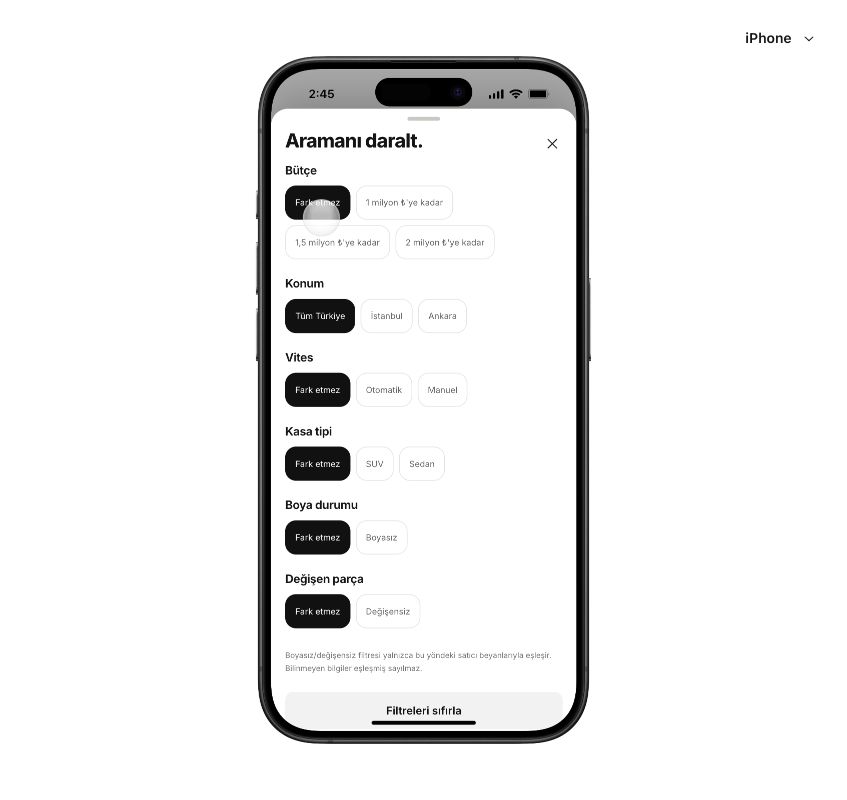 iPhone
2:45
Aramanı daralt.
Bütçe
Fark etmez
1 milyon ₺'ye kadar
1,5 milyon ₺'ye kadar
2 milyon ₺'ye kadar
Konum
Tüm Türkiye
İstanbul
Ankara
Vites
Fark etmez
Otomatik
Manuel
Kasa tipi
Fark etmez
SUV
Sedan
Boya durumu
Fark etmez
Boyasız
Değişen parça
Fark etmez
Değişensiz
Boyasız/değişensiz filtresi yalnızca bu yöndeki satıcı beyanlarıyla eşleşir.
Bilinmeyen bilgiler eşleşmiş sayılmaz.
Filtreleri sıfırla